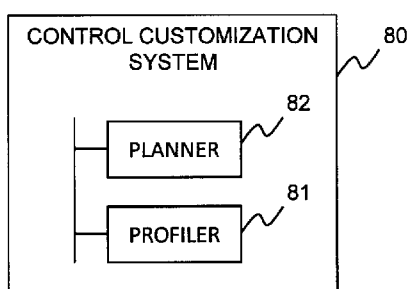 CONTROL CUSTOMIZATION
SYSTEM
80
82
PLANNER
81
PROFILER